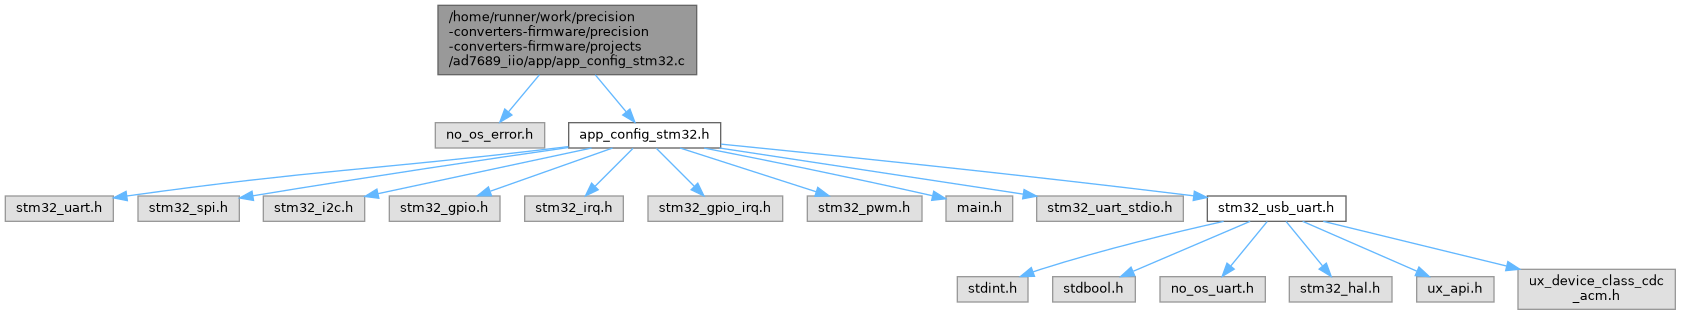 /home/runner/work/precision
-converters-firmware/precision
-converters-firmware/projects
/ad7689_iio/app/app_config_stm32.c
no_os_error.h
app_config_stm32.h
stm32_uart.h
stm32_spi.h
stm32_i2c.h
stm32_gpio.h
stm32_irq.h
stm32_gpio_irq.h
stm32_pwm.h
main.h
stm32_uart_stdio.h
stm32_usb_uart.h
stdint.h
stdbool.h
no_os_uart.h
stm32_hal.h
ux_api.h
ux_device_class_cdc
_acm.h